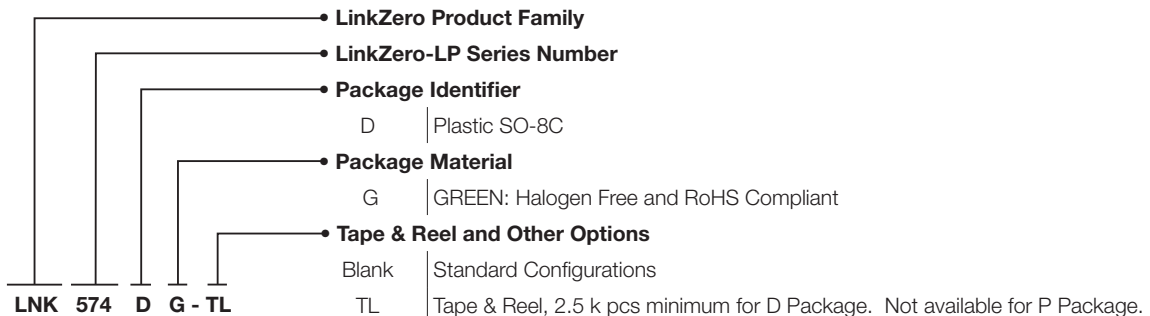 LinkZero Product Family
LinkZero-LP Series Number
Package Identifier
D Plastic SO-8C
Package Material
G GREEN: Halogen Free and RoHS Compliant
Tape & Reel and Other Options
Blank Standard Configurations
LNK 574 D G - TL TL Tape & Reel, 2.5 k pcs minimum for D Package. Not available for P Package.